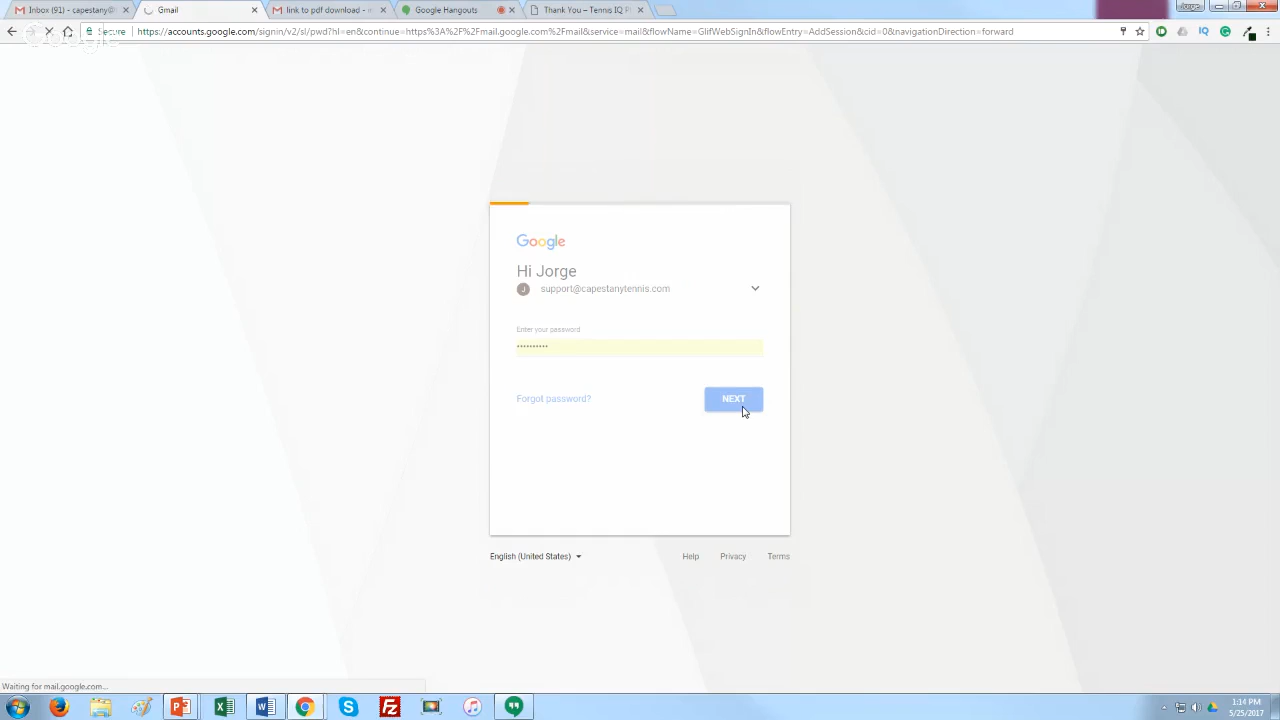 Inbox (91) - capestany@ ×
Gmail ×
link to pdf download - ×
Google Hangouts ×
Thank You – Tennis IQ P ×
Jorge
Secure https://accounts.google.com/signin/v2/sl/pwd?hl=en&continue=https%3A%2F%2Fmail.google.com%2Fmail&service=mail&flowName=GlifWebSignIn&flowEntry=AddSession&cid=0&navigationDirection=forward
Google
Hi Jorge
J support@capestanytennis.com
Enter your password
••••••••••
Forgot password? NEXT
English (United States) Help Privacy Terms
Waiting for mail.google.com...
1:14 PM
5/25/2017